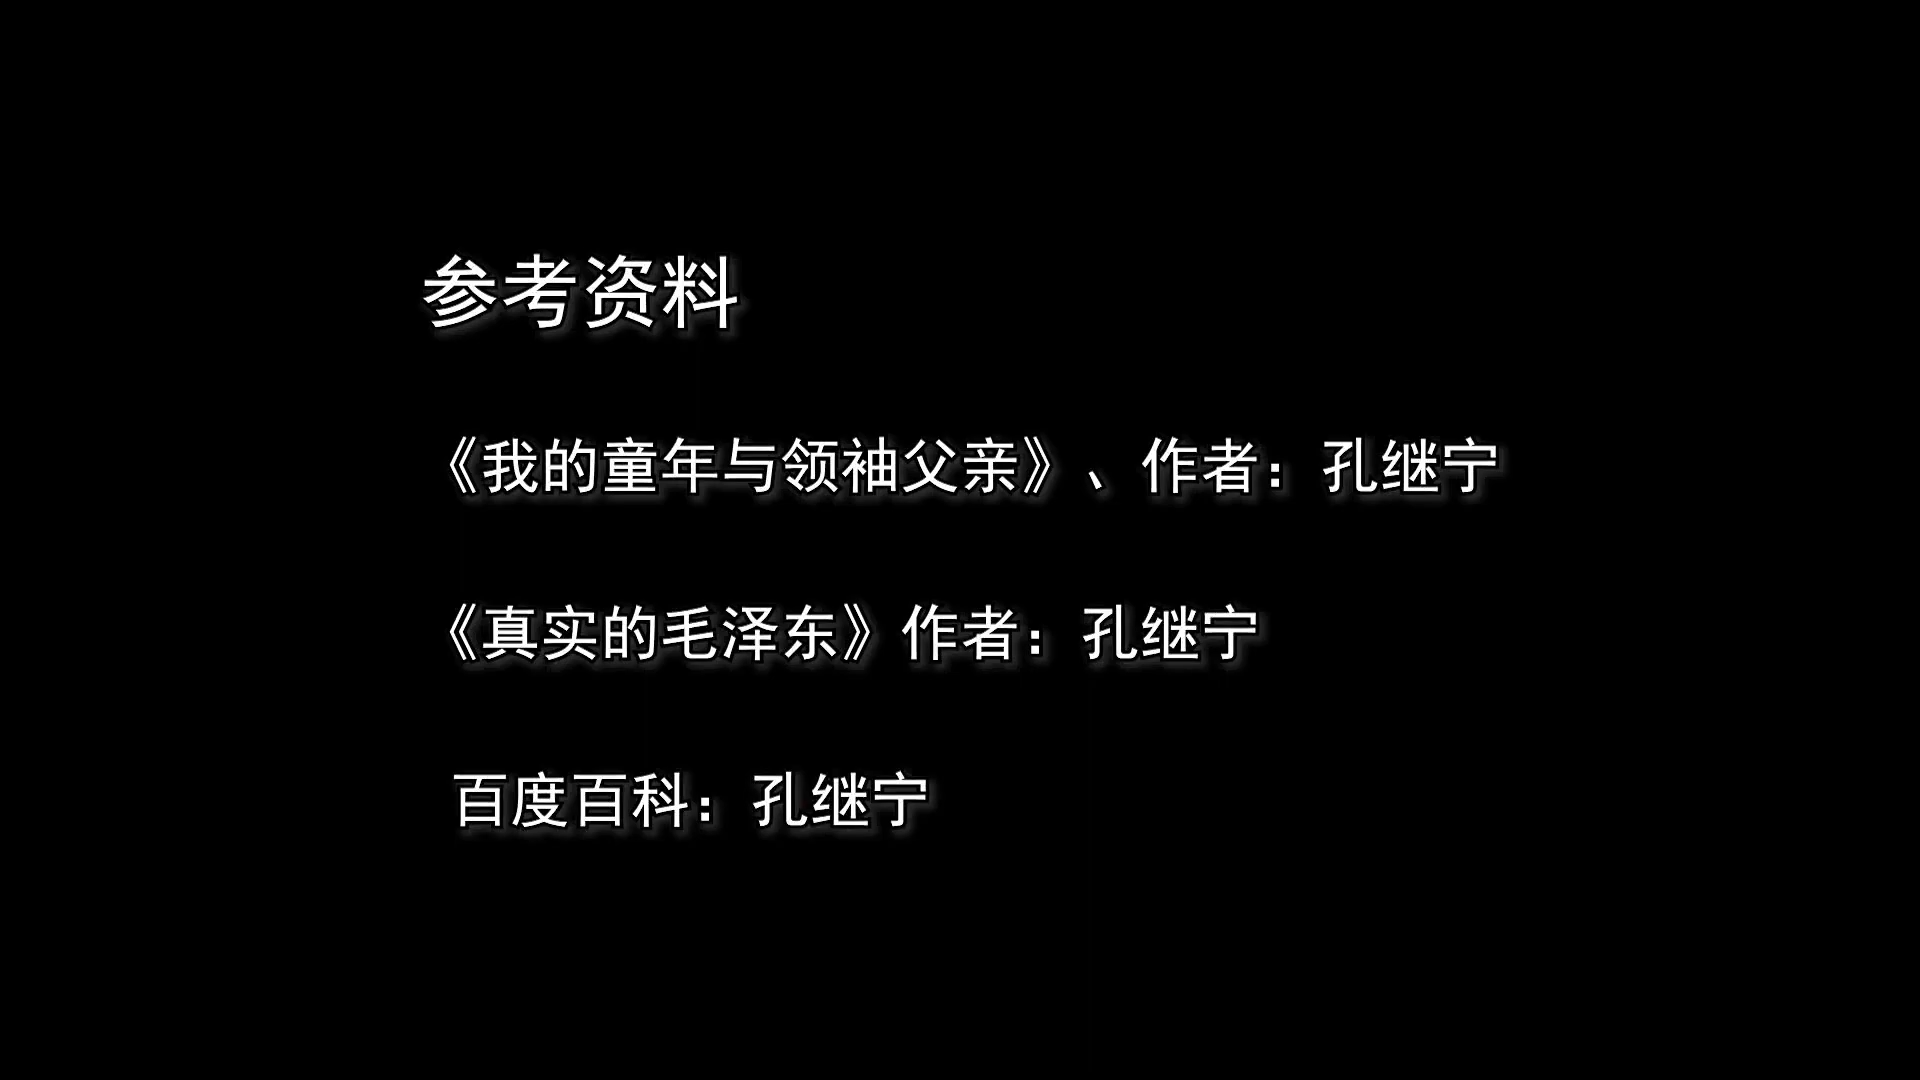 参考资料
《我的童年与领袖父亲》、作者：孔继宁
《真实的毛泽东》作者：孔继宁
百度百科：孔继宁